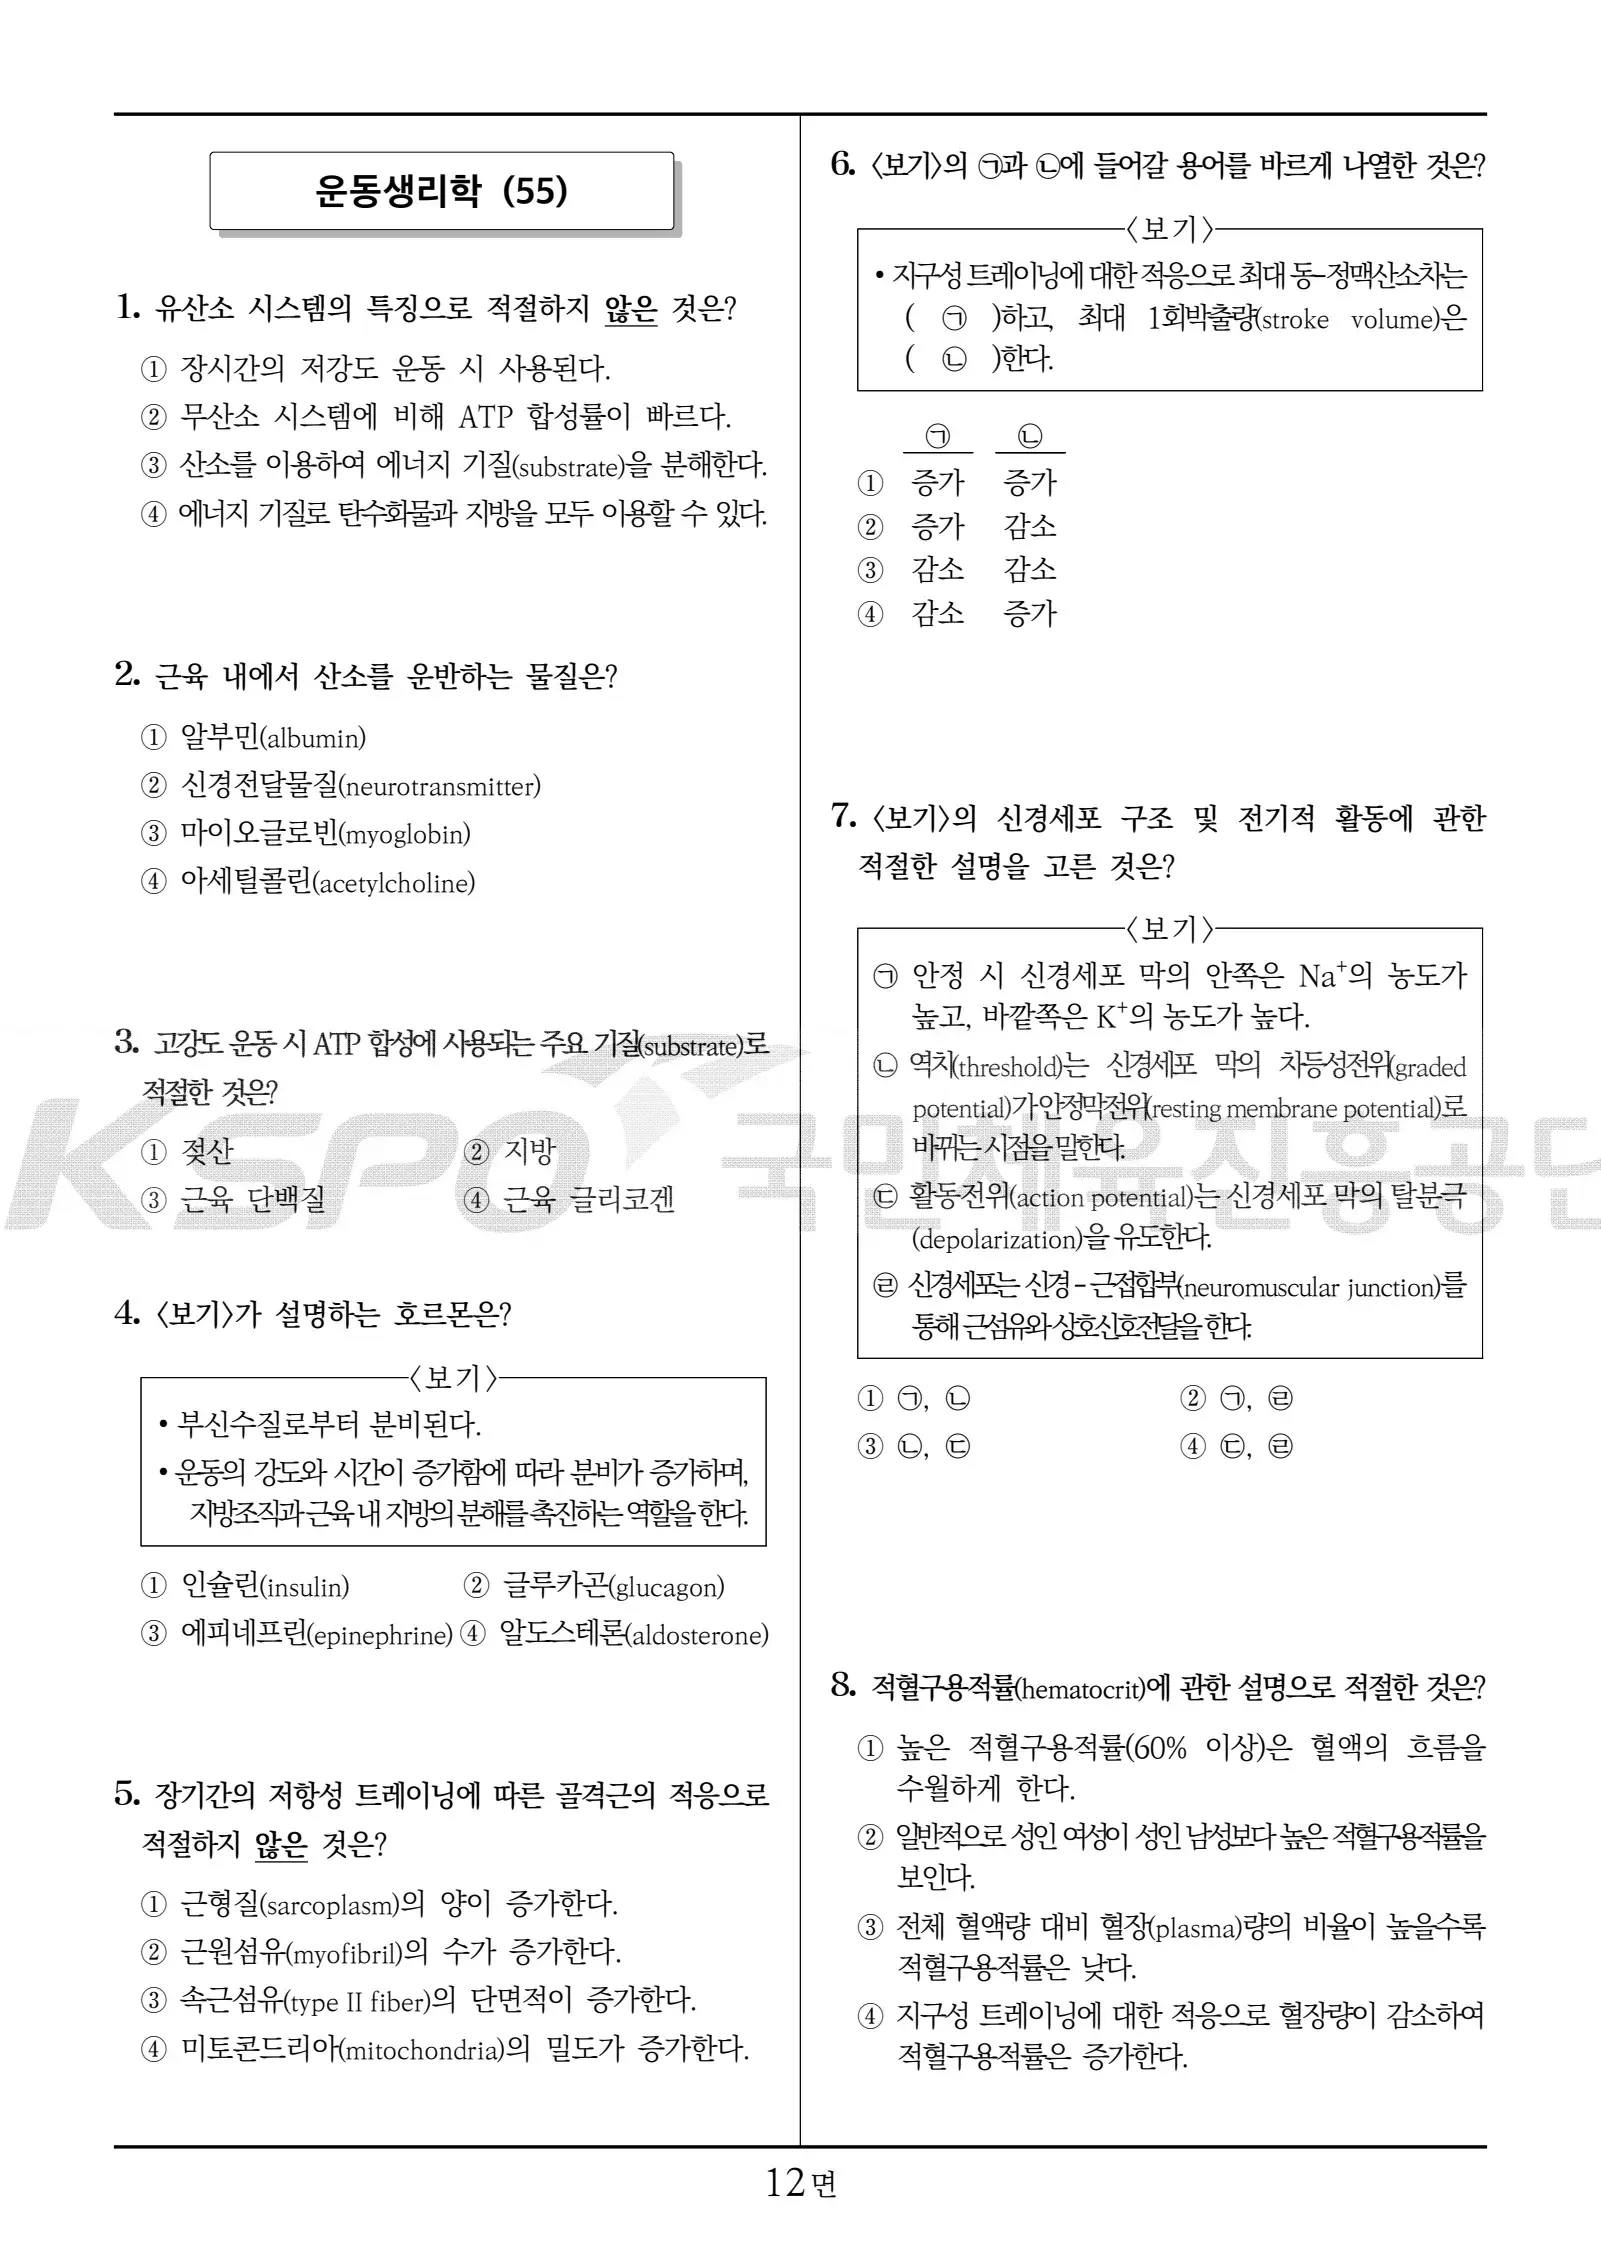 운동생리학 (55)
1. 유산소 시스템의 특징으로 적절하지 않은 것은?
① 장시간의 저강도 운동 시 사용된다.
② 무산소 시스템에 비해 ATP 합성률이 빠르다.
③ 산소를 이용하여 에너지 기질(substrate)을 분해한다.
④ 에너지 기질로 탄수화물과 지방을 모두 이용할 수 있다.
2. 근육 내에서 산소를 운반하는 물질은?
① 알부민(albumin)
② 신경전달물질(neurotransmitter)
③ 마이오글로빈(myoglobin)
④ 아세틸콜린(acetylcholine)
3. 고강도 운동 시 ATP 합성에 사용되는 주요 기질(substrate)로
적절한 것은?
① 젖산 ② 지방
③ 근육 단백질 ④ 근육 글리코겐
4. 〈보기〉가 설명하는 호르몬은?
〈보기〉
• 부신수질로부터 분비된다.
• 운동의 강도와 시간이 증가함에 따라 분비가 증가하며,
지방조직과 근육 내 지방의 분해를 촉진하는 역할을 한다.
① 인슐린(insulin) ② 글루카곤(glucagon)
③ 에피네프린(epinephrine) ④ 알도스테론(aldosterone)
5. 장기간의 저항성 트레이닝에 따른 골격근의 적응으로
적절하지 않은 것은?
① 근형질(sarcoplasm)의 양이 증가한다.
② 근원섬유(myofibril)의 수가 증가한다.
③ 속근섬유(type II fiber)의 단면적이 증가한다.
④ 미토콘드리아(mitochondria)의 밀도가 증가한다.
6. 〈보기〉의 ㉠과 ㉡에 들어갈 용어를 바르게 나열한 것은?
〈보기〉
• 지구성 트레이닝에 대한 적응으로 최대 동-정맥산소차는
( ㉠ )하고, 최대 1회박출량(stroke volume)은
( ㉡ )한다.
㉠ ㉡
① 증가 증가
② 증가 감소
③ 감소 감소
④ 감소 증가
7. 〈보기〉의 신경세포 구조 및 전기적 활동에 관한
적절한 설명을 고른 것은?
〈보기〉
㉠ 안정 시 신경세포 막의 안쪽은 Na⁺의 농도가
높고, 바깥쪽은 K⁺의 농도가 높다.
㉡ 역치(threshold)는 신경세포 막의 차등성전위(graded
potential)가 안정막전위(resting membrane potential)로
바뀌는 시점을 말한다.
㉢ 활동전위(action potential)는 신경세포 막의 탈분극
(depolarization)을 유도한다.
㉣ 신경세포는 신경-근접합부(neuromuscular junction)를
통해 근섬유와 상호신호전달을 한다.
① ㉠, ㉡ ② ㉠, ㉣
③ ㉡, ㉢ ④ ㉢, ㉣
8. 적혈구용적률(hematocrit)에 관한 설명으로 적절한 것은?
① 높은 적혈구용적률(60% 이상)은 혈액의 흐름을
수월하게 한다.
② 일반적으로 성인 여성이 성인 남성보다 높은 적혈구용적률을
보인다.
③ 전체 혈액량 대비 혈장(plasma)량의 비율이 높을수록
적혈구용적률은 낮다.
④ 지구성 트레이닝에 대한 적응으로 혈장량이 감소하여
적혈구용적률은 증가한다.
KSPO 국민체육진흥공단
12면